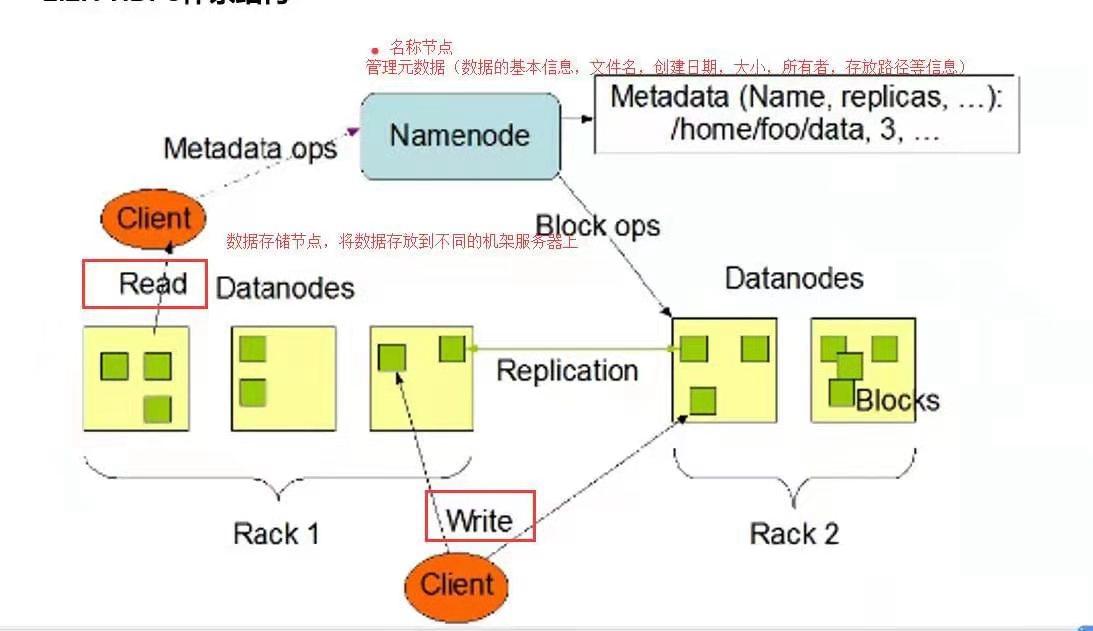 名称节点
管理元数据（数据的基本信息，文件名，创建日期，大小，所有者，存放路径等信息）
Metadata (Name, replicas, ...):
/home/foo/data, 3, ...
Namenode
Metadata ops
Client
Block ops
数据存储节点，将数据存放到不同的机架服务器上
Read
Datanodes
Datanodes
Replication
Blocks
Rack 1
Write
Rack 2
Client